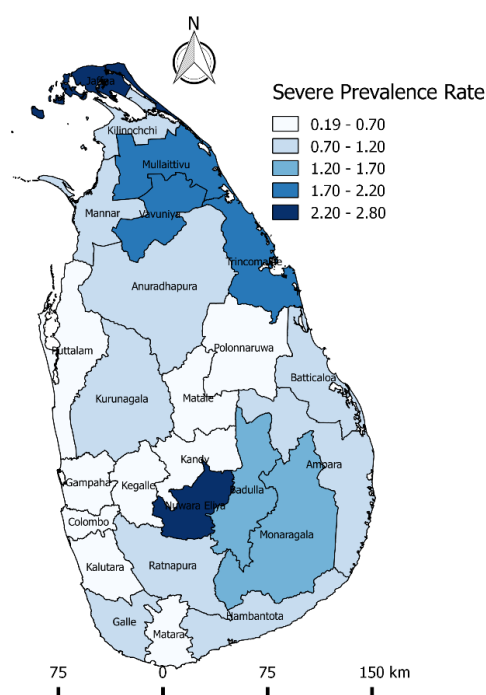 N
Severe Prevalence Rate
0.19 - 0.70
0.70 - 1.20
1.20 - 1.70
1.70 - 2.20
2.20 - 2.80
Jaffna
Kilinochchi
Mullaittivu
Mannar
Vavuniya
Trincomalee
Anuradhapura
Puttalam
Polonnaruwa
Batticaloa
Kurunagala
Matale
Kandy
Ampara
Gampaha
Kegalle
Badulla
Nuwara Eliya
Colombo
Monaragala
Kalutara
Ratnapura
Hambantota
Galle
Matara
75 0 75 150 km